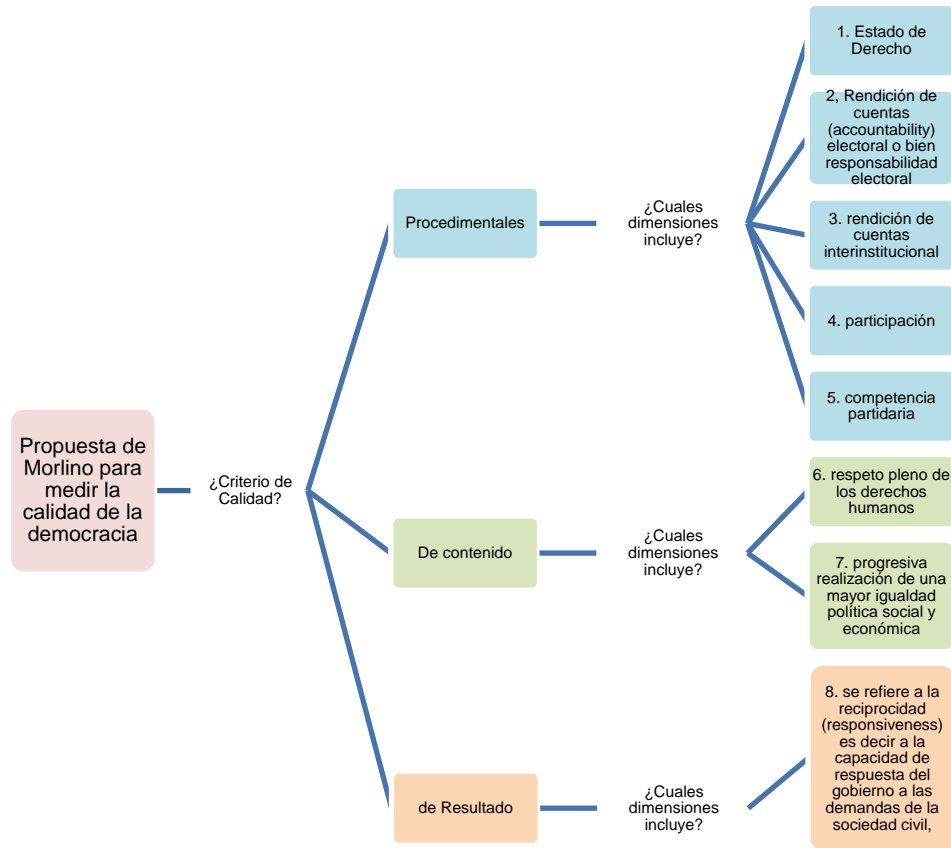 Propuesta de
Morlino para
medir la
calidad de la
democracia
¿Criterio de
Calidad?
Procedimentales
¿Cuales
dimensiones
incluye?
1. Estado de
Derecho
2, Rendición de
cuentas
(accountability)
electoral o bien
responsabilidad
electoral
3. rendición de
cuentas
interinstitucional
4. participación
5. competencia
partidaria
De contenido
¿Cuales
dimensiones
incluye?
6. respeto pleno de
los derechos
humanos
7. progresiva
realización de una
mayor igualdad
política social y
económica
de Resultado
¿Cuales
dimensiones
incluye?
8. se refiere a la
reciprocidad
(responsiveness)
es decir a la
capacidad de
respuesta del
gobierno a las
demandas de la
sociedad civil,